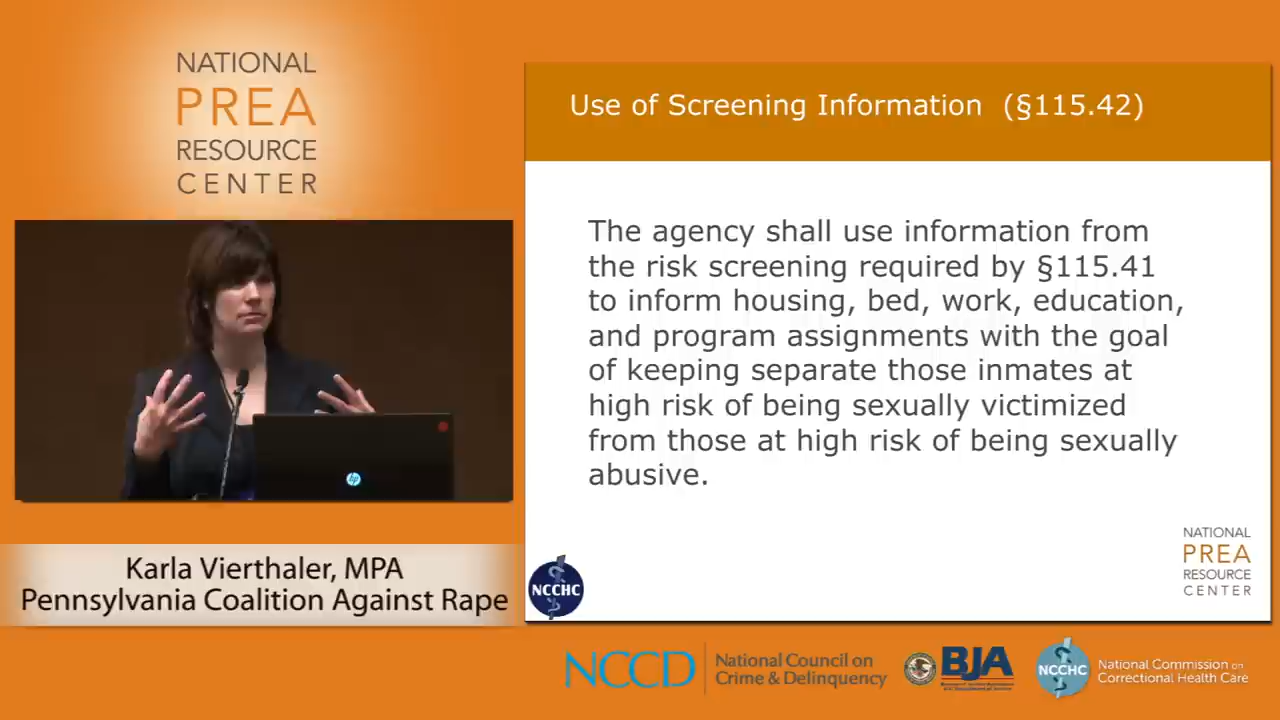 NATIONAL
PREA
RESOURCE
CENTER
Use of Screening Information (§115.42)
The agency shall use information from
the risk screening required by §115.41
to inform housing, bed, work, education,
and program assignments with the goal
of keeping separate those inmates at
high risk of being sexually victimized
from those at high risk of being sexually
abusive.
hp
Karla Vierthaler, MPA
Pennsylvania Coalition Against Rape
NCCHC
NATIONAL
PREA
RESOURCE
CENTER
NCCD
National Council on
Crime & Delinquency
BJA
NCCHC
National Commission on
Correctional Health Care